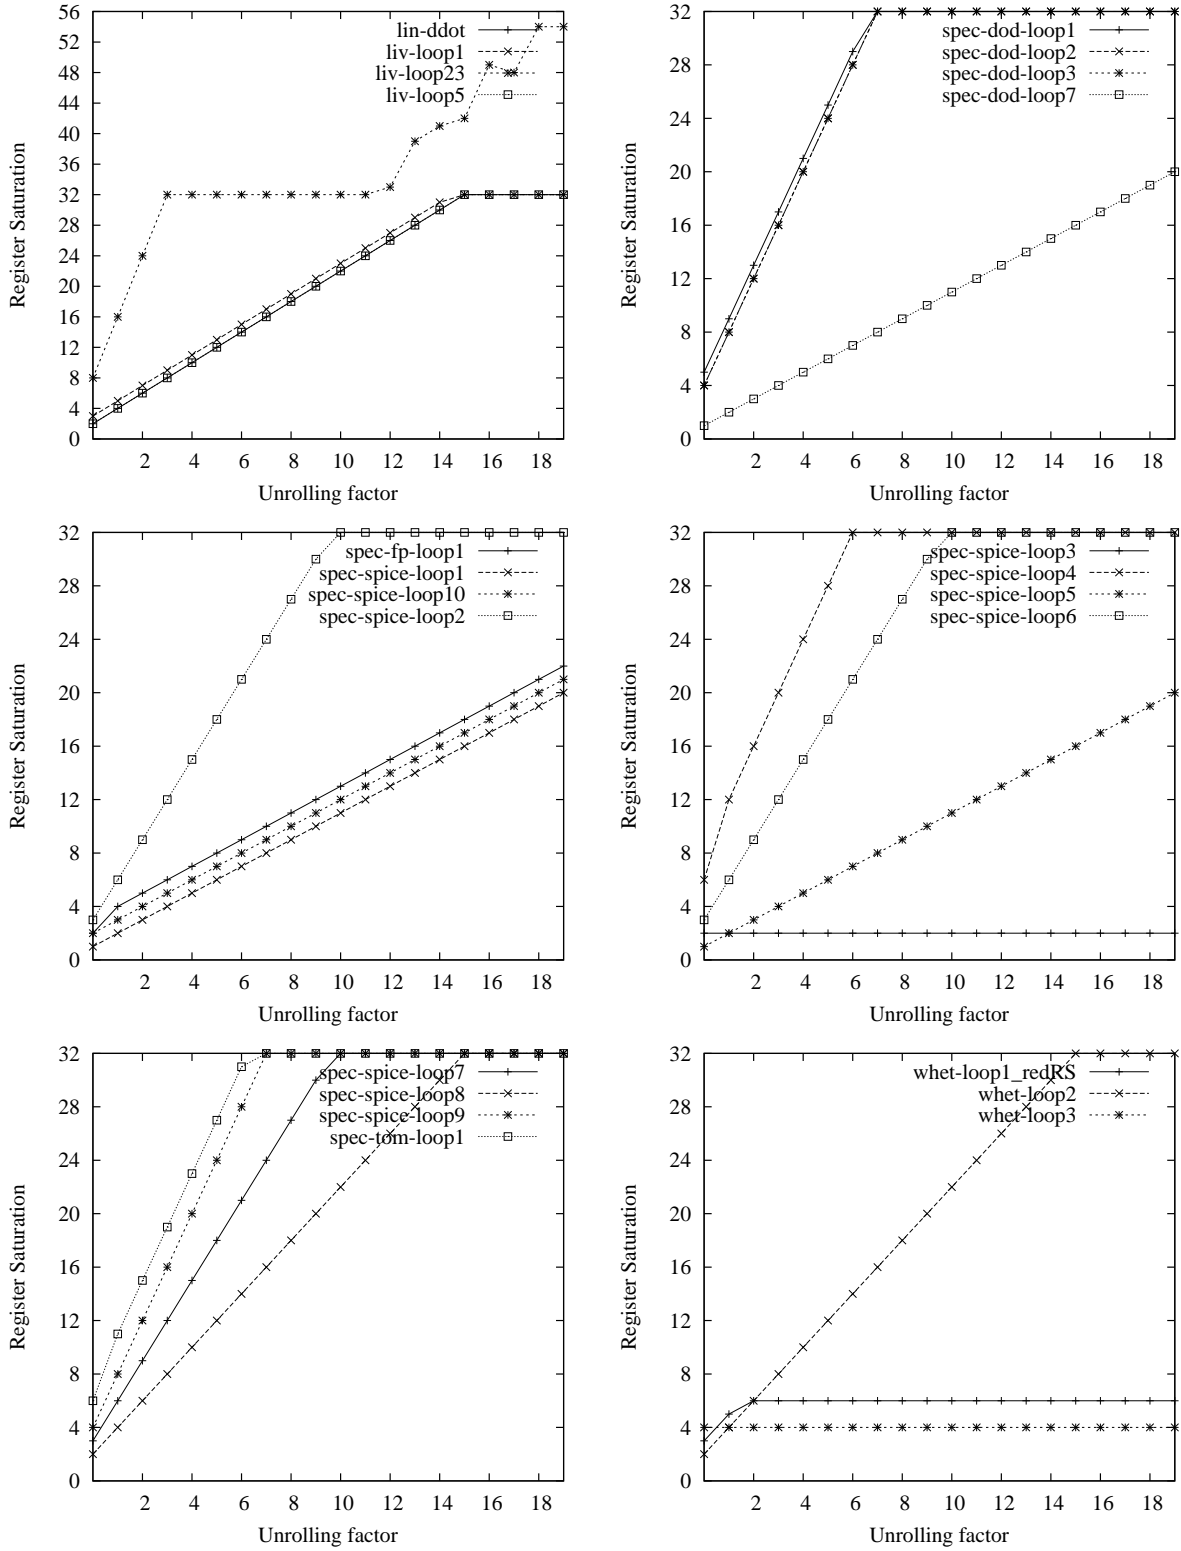 56
52
48
44
40
36
32
28
24
20
16
12
8
4
0
Register Saturation
lin-ddot
liv-loop1
liv-loop23
liv-loop5
2 4 6 8 10 12 14 16 18
Unrolling factor
32
28
24
20
16
12
8
4
0
Register Saturation
spec-dod-loop1
spec-dod-loop2
spec-dod-loop3
spec-dod-loop7
2 4 6 8 10 12 14 16 18
Unrolling factor
32
28
24
20
16
12
8
4
0
Register Saturation
spec-fp-loop1
spec-spice-loop1
spec-spice-loop10
spec-spice-loop2
2 4 6 8 10 12 14 16 18
Unrolling factor
32
28
24
20
16
12
8
4
0
Register Saturation
spec-spice-loop3
spec-spice-loop4
spec-spice-loop5
spec-spice-loop6
2 4 6 8 10 12 14 16 18
Unrolling factor
32
28
24
20
16
12
8
4
0
Register Saturation
spec-spice-loop7
spec-spice-loop8
spec-spice-loop9
spec-tom-loop1
2 4 6 8 10 12 14 16 18
Unrolling factor
32
28
24
20
16
12
8
4
0
Register Saturation
whet-loop1_redRS
whet-loop2
whet-loop3
2 4 6 8 10 12 14 16 18
Unrolling factor